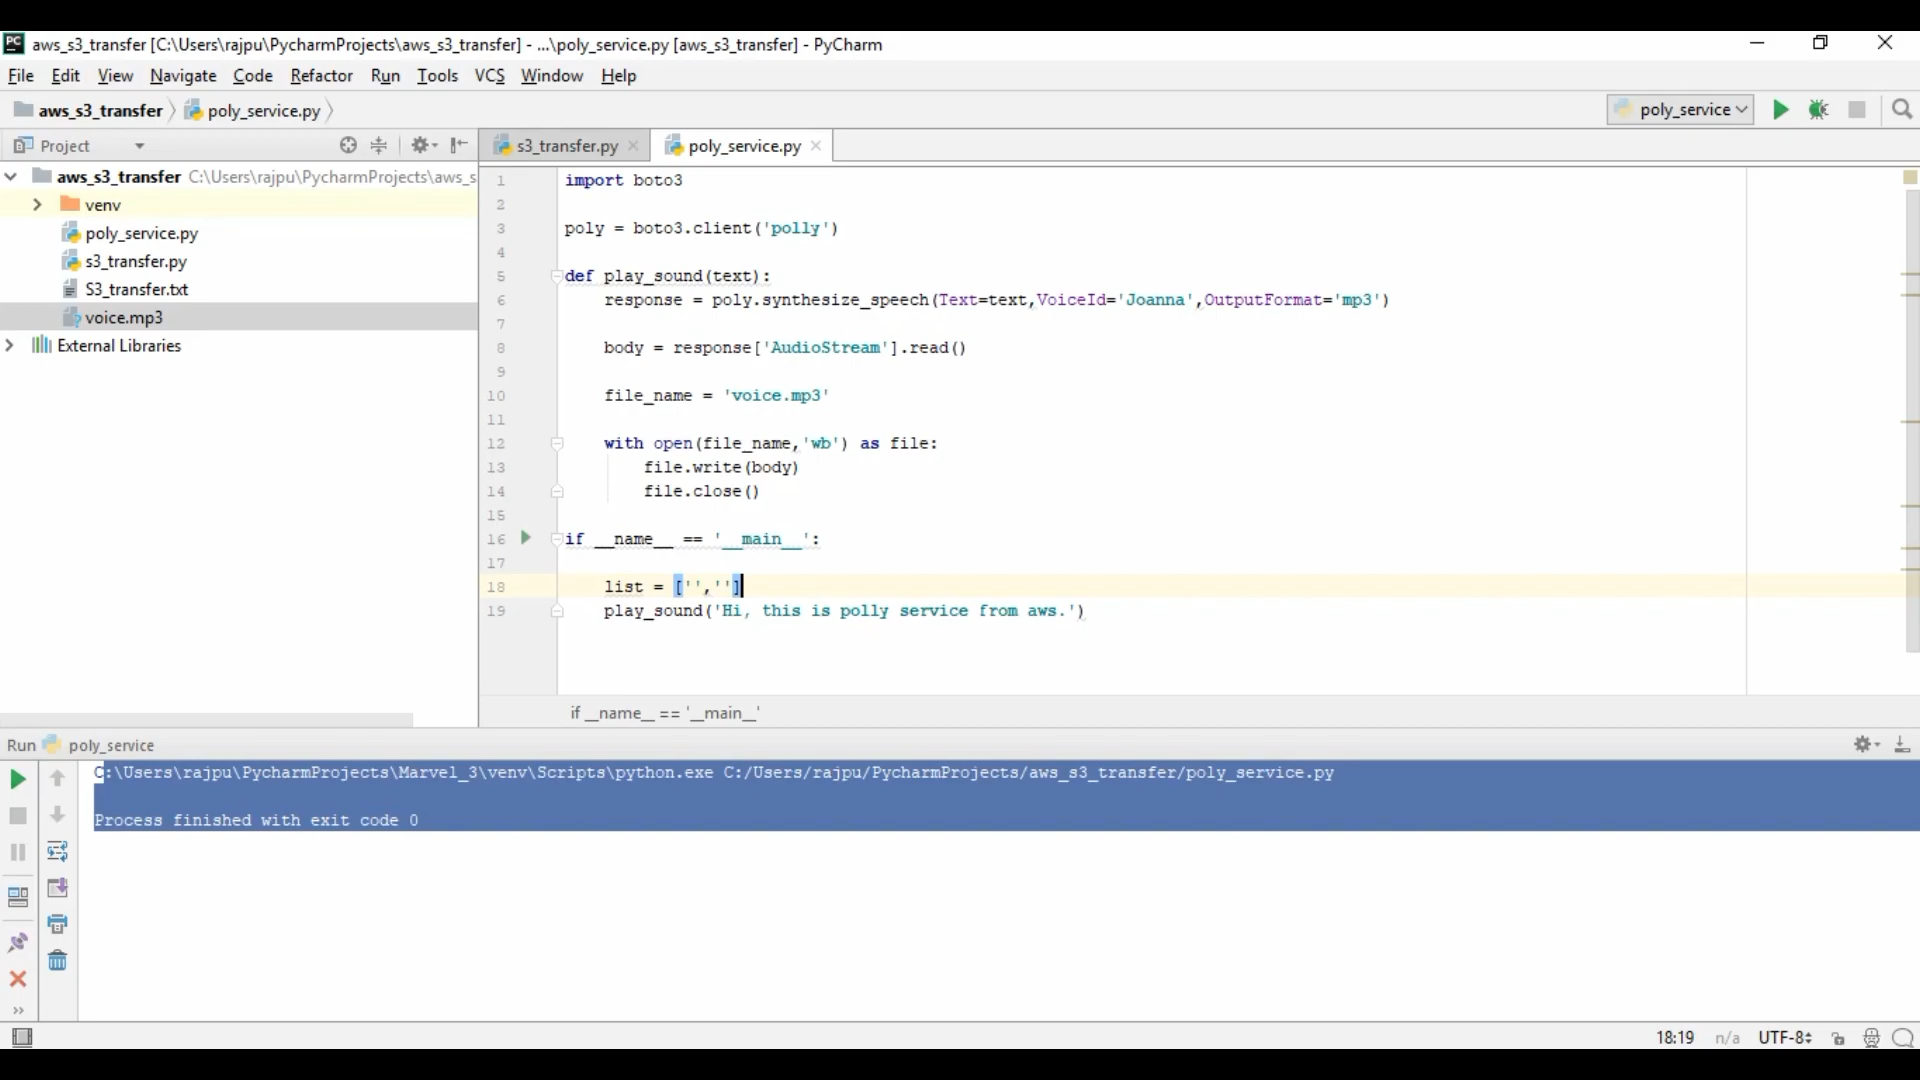 PC aws_s3_transfer [C:\Users\rajpu\PycharmProjects\aws_s3_transfer] - ...\poly_service.py [aws_s3_transfer] - PyCharm
File Edit View Navigate Code Refactor Run Tools VCS Window Help
aws_s3_transfer poly_service.py poly_service
Project s3_transfer.py poly_service.py
aws_s3_transfer C:\Users\rajpu\PycharmProjects\aws_s
venv
poly_service.py
s3_transfer.py
S3_transfer.txt
voice.mp3
External Libraries
1 import boto3
2
3 poly = boto3.client('polly')
4
5 def play_sound(text):
6 response = poly.synthesize_speech(Text=text,VoiceId='Joanna',OutputFormat='mp3')
7
8 body = response['AudioStream'].read()
9
10 file_name = 'voice.mp3'
11
12 with open(file_name,'wb') as file:
13 file.write(body)
14 file.close()
15
16 if __name__ == '__main__':
17
18 list = ['','']
19 play_sound('Hi, this is polly service from aws.')
if __name__ == '__main__'
Run poly_service
C:\Users\rajpu\PycharmProjects\Marvel_3\venv\Scripts\python.exe C:/Users/rajpu/PycharmProjects/aws_s3_transfer/poly_service.py
Process finished with exit code 0
18:19 n/a UTF-8